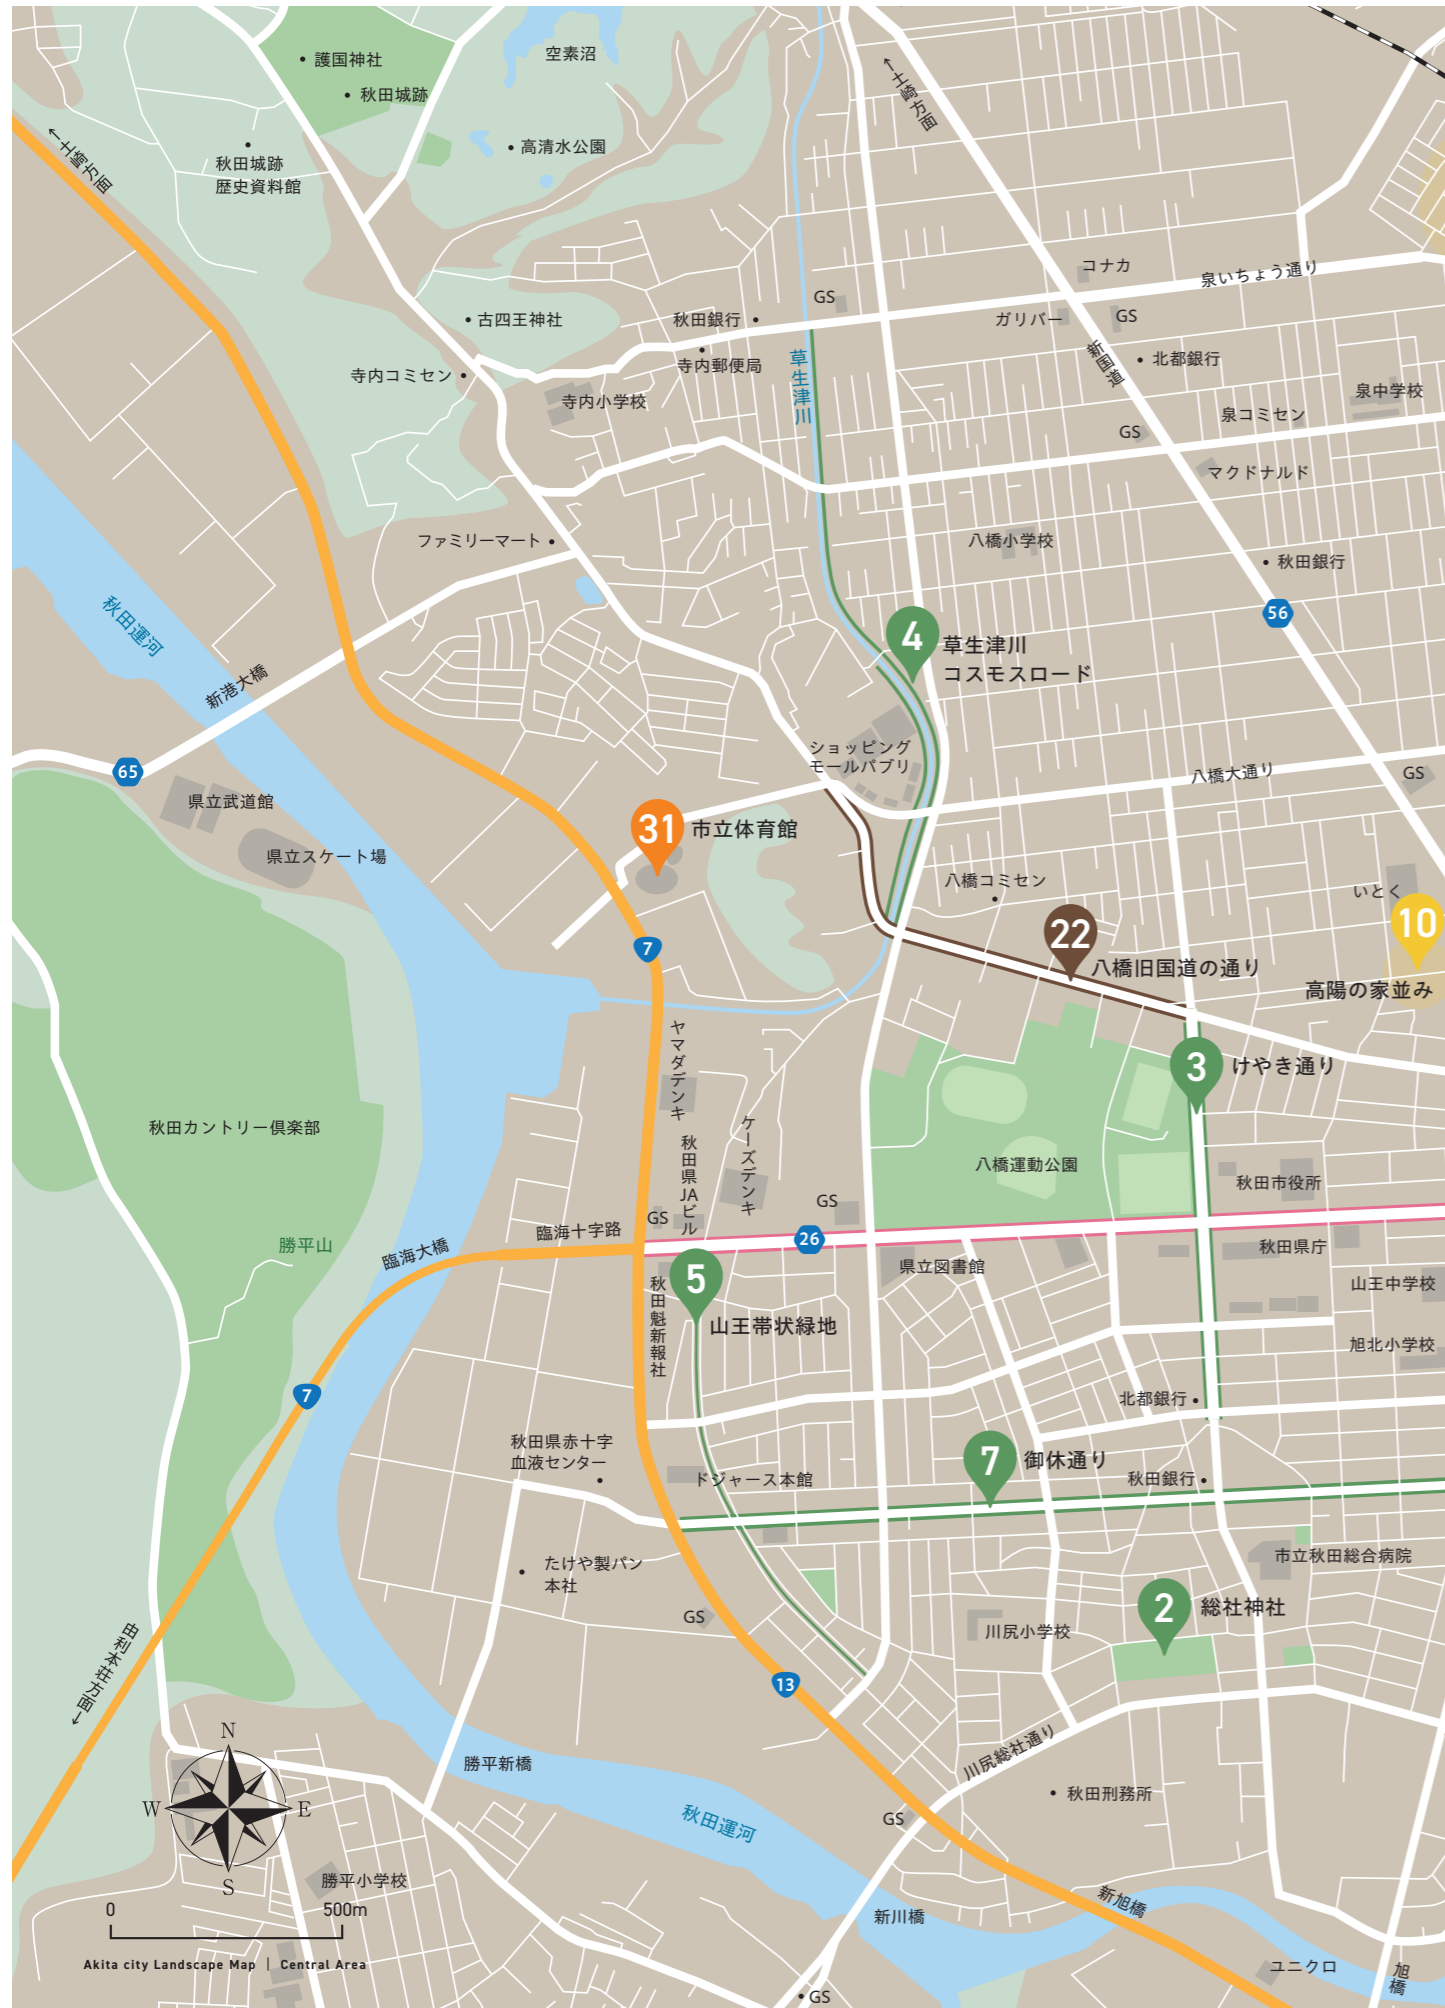 護国神社
秋田城跡
空素沼
↑土崎方面
↑土崎方面
高清水公園
秋田城跡
歴史資料館
コナカ
泉いちょう通り
GS
古四王神社
秋田銀行
ガリバー
GS
寺内郵便局
草生津川
新国道
北都銀行
寺内コミセン
寺内小学校
泉中学校
泉コミセン
GS
マクドナルド
ファミリーマート
八橋小学校
秋田銀行
秋田運河
56
4
草生津川
コスモスロード
新港大橋
ショッピング
モールパブリ
65
八橋大通り
GS
県立武道館
31
市立体育館
県立スケート場
八橋コミセン
いとく
10
22
7
八橋旧国道の通り
高陽の家並み
ヤマダデンキ
3
けやき通り
秋田カントリー倶楽部
ケーズデンキ
秋田県JAビル
八橋運動公園
秋田市役所
GS
GS
臨海十字路
26
勝平山
臨海大橋
秋田県庁
県立図書館
5
山王中学校
秋田魁新報社
山王帯状緑地
旭北小学校
7
北都銀行
秋田県赤十字
血液センター
7
御休通り
ドジャース本館
秋田銀行
たけや製パン
本社
市立秋田総合病院
2
総社神社
GS
川尻小学校
由利本荘方面→
13
N
W
E
S
勝平新橋
川尻総社通り
秋田刑務所
秋田運河
GS
勝平小学校
新旭橋
0
500m
新川橋
Akita city Landscape Map | Central Area
ユニクロ
旭橋
GS